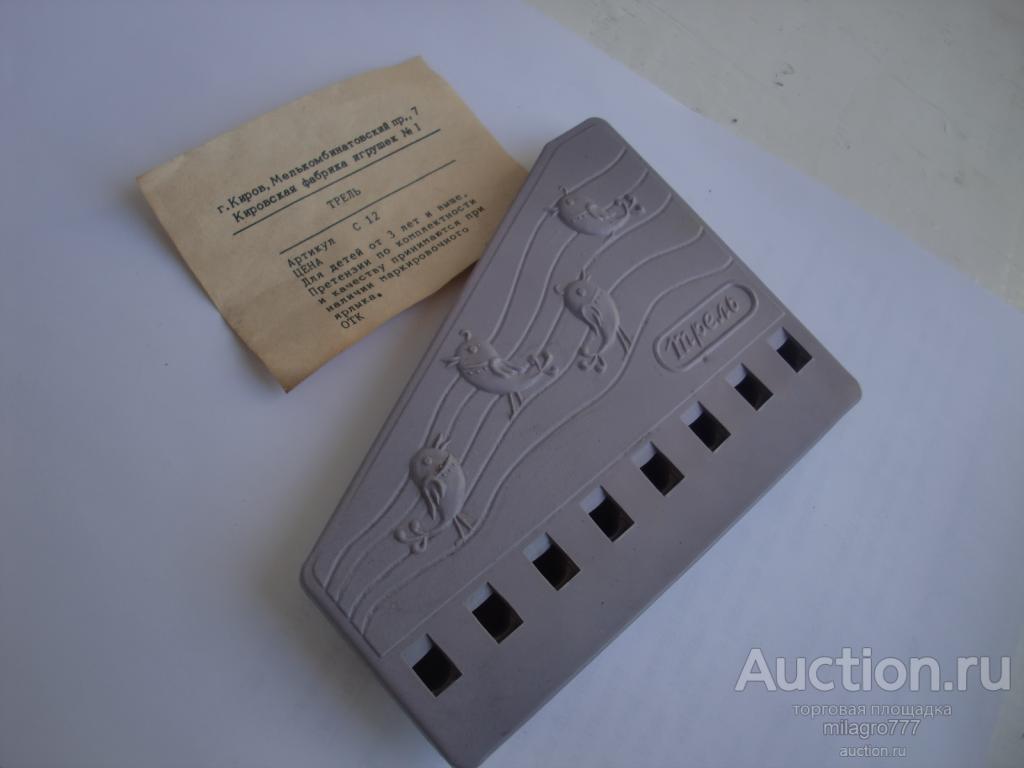 г.Киров, Мелькомбинатовский пр.,7
Кировская фабрика игрушек № 1
ТРЕЛЬ
Артикул С 12
ЦЕНА
Для детей от 3 лет и выше.
Претензии по комплектности
и качеству принимаются при
наличии маркировочного
ярлыка.
ОТК
трель
Auction.ru
торговая площадка
milagro777
auction.ru